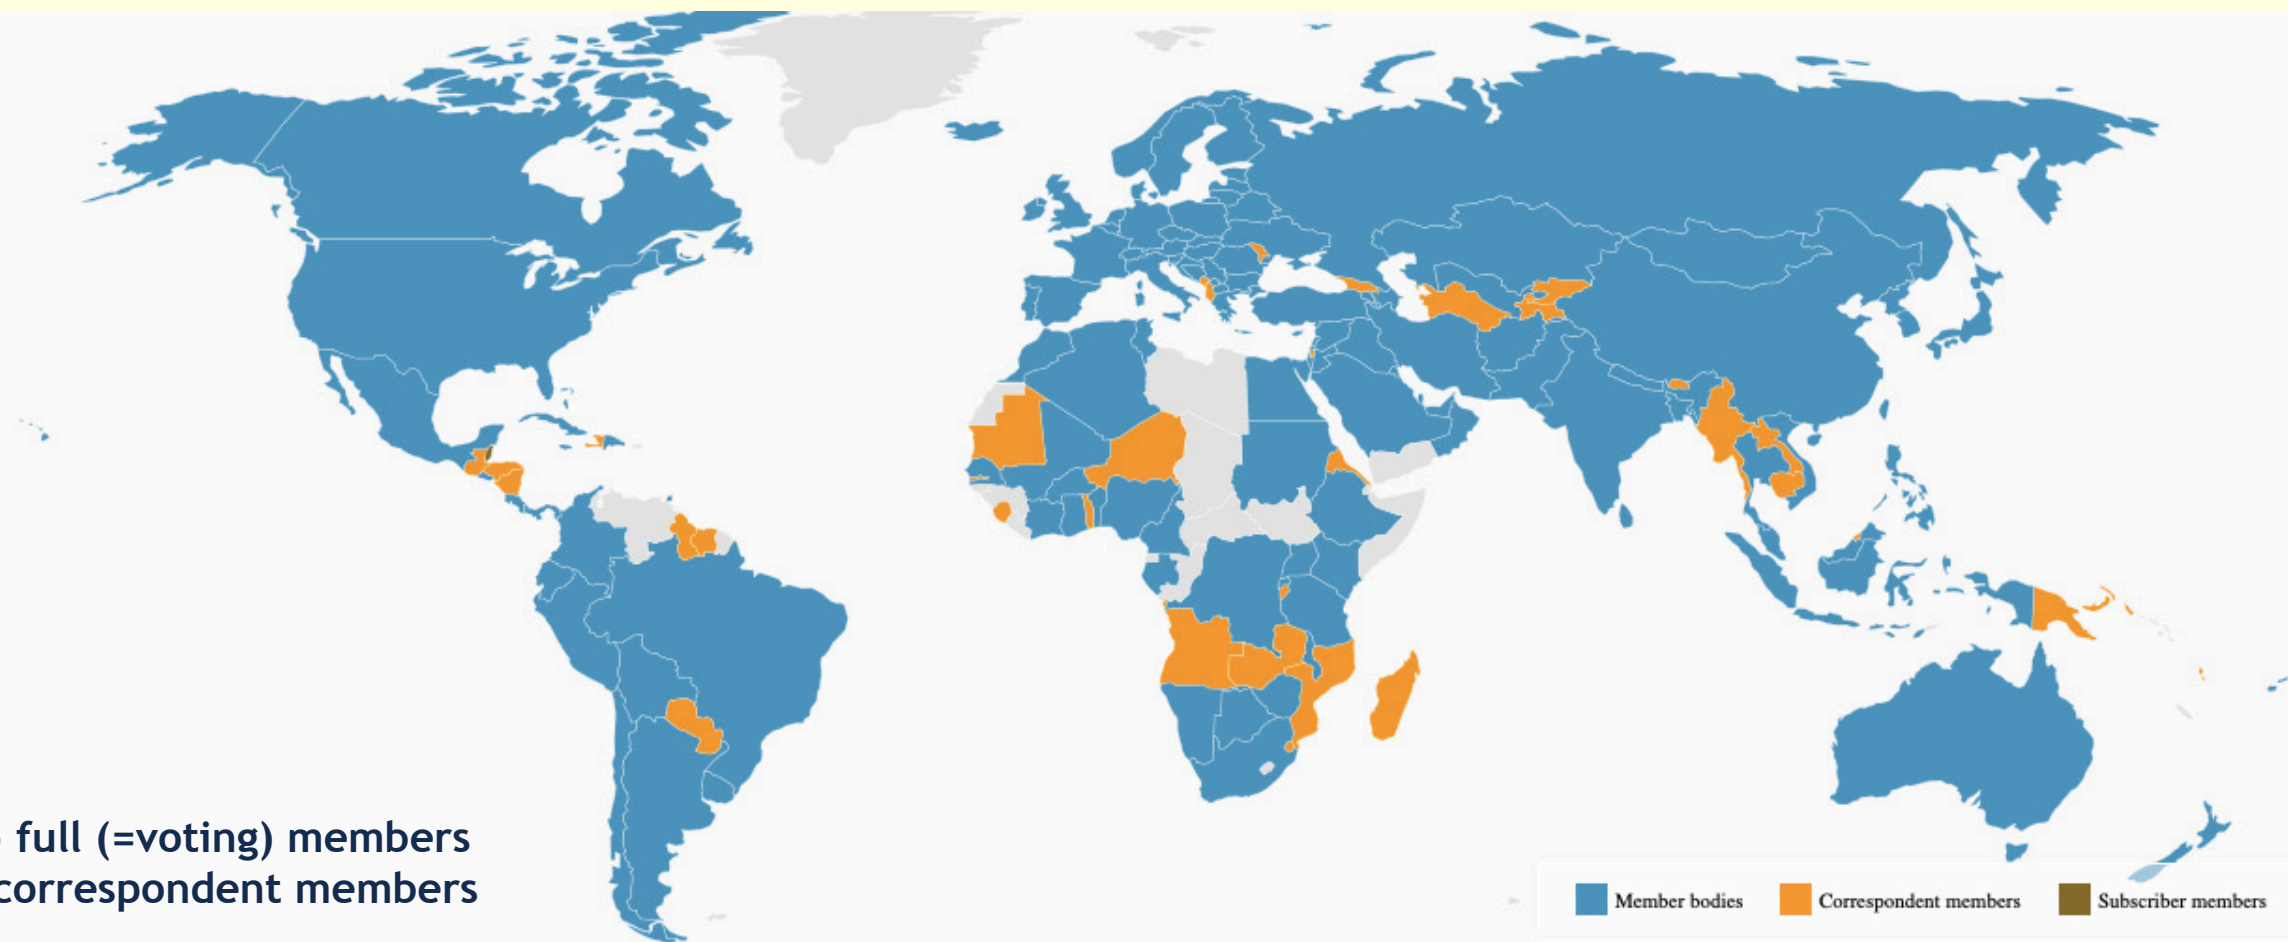 full (=voting) members
correspondent members
Member bodies
Correspondent members
Subscriber members